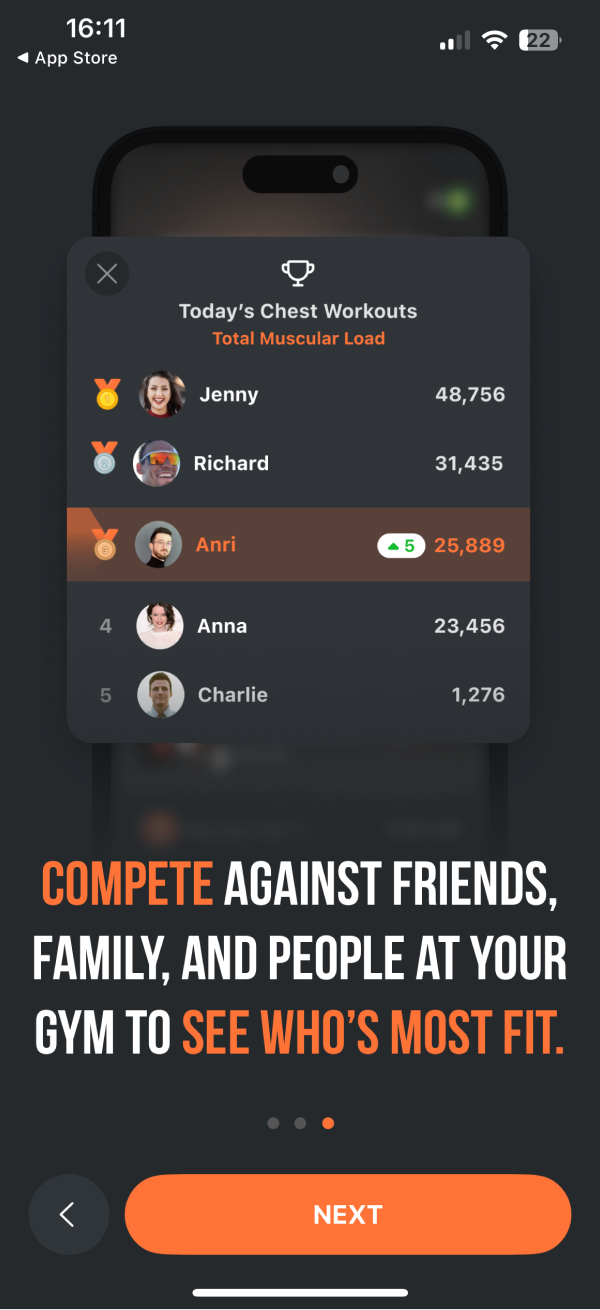 16:11
22
◀ App Store
Today's Chest Workouts
Total Muscular Load
1 Jenny 48,756
2 Richard 31,435
3 Anri ▲ 5 25,889
4 Anna 23,456
5 Charlie 1,276
COMPETE AGAINST FRIENDS,
FAMILY, AND PEOPLE AT YOUR
GYM TO SEE WHO'S MOST FIT.
NEXT